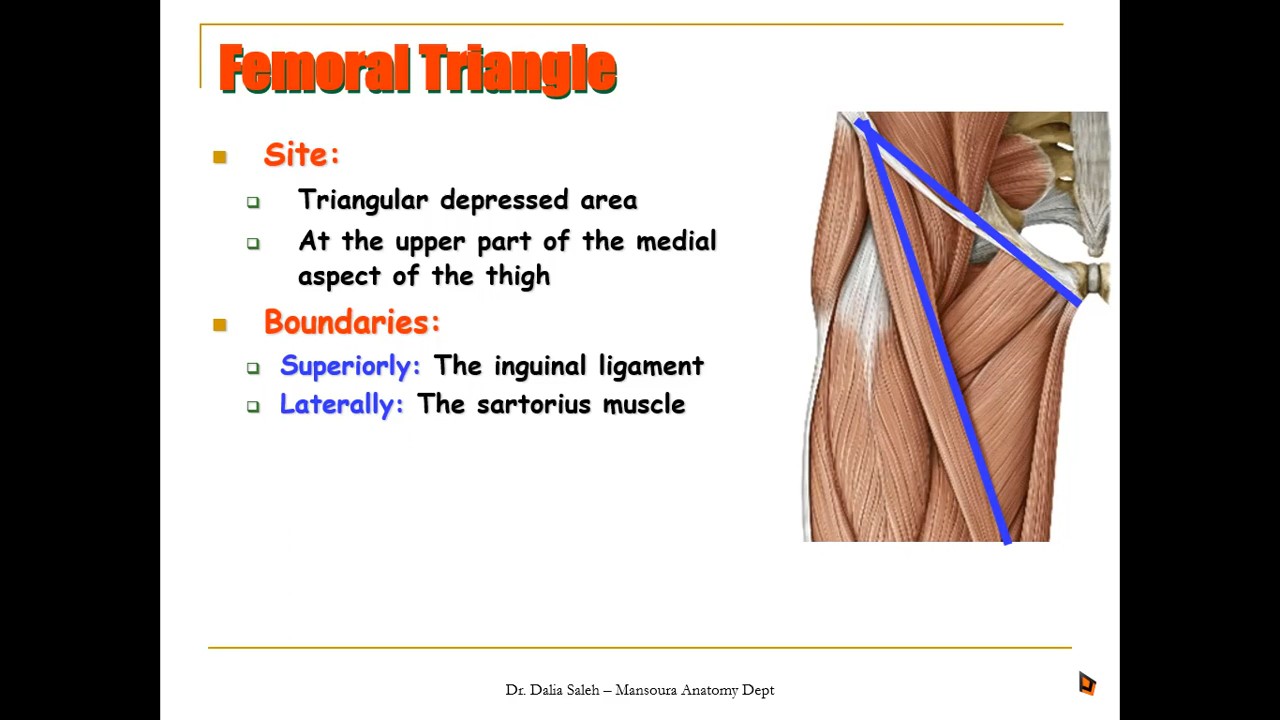 Femoral Triangle
Site:
Triangular depressed area
At the upper part of the medial
aspect of the thigh
Boundaries:
Superiorly: The inguinal ligament
Laterally: The sartorius muscle
Dr. Dalia Saleh – Mansoura Anatomy Dept